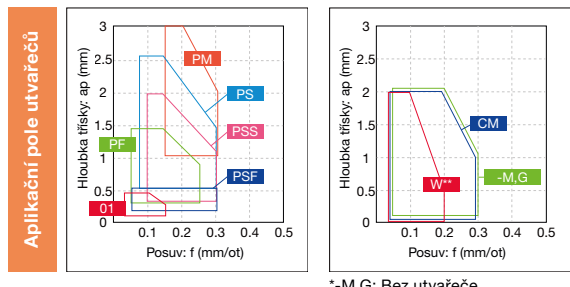 Aplikační pole utvařečů
Hloubka třísky: ap (mm)
3
2.5
2
1.5
1
0.5
0
PM
PS
PSS
PF
PSF
01
0.1 0.2 0.3 0.4 0.5
Posuv: f (mm/ot)
Hloubka třísky: ap (mm)
3
2.5
2
1.5
1
0.5
0
CM
W**
-M,G
0.1 0.2 0.3 0.4 0.5
Posuv: f (mm/ot)
*-M,G: Bez utvařeče